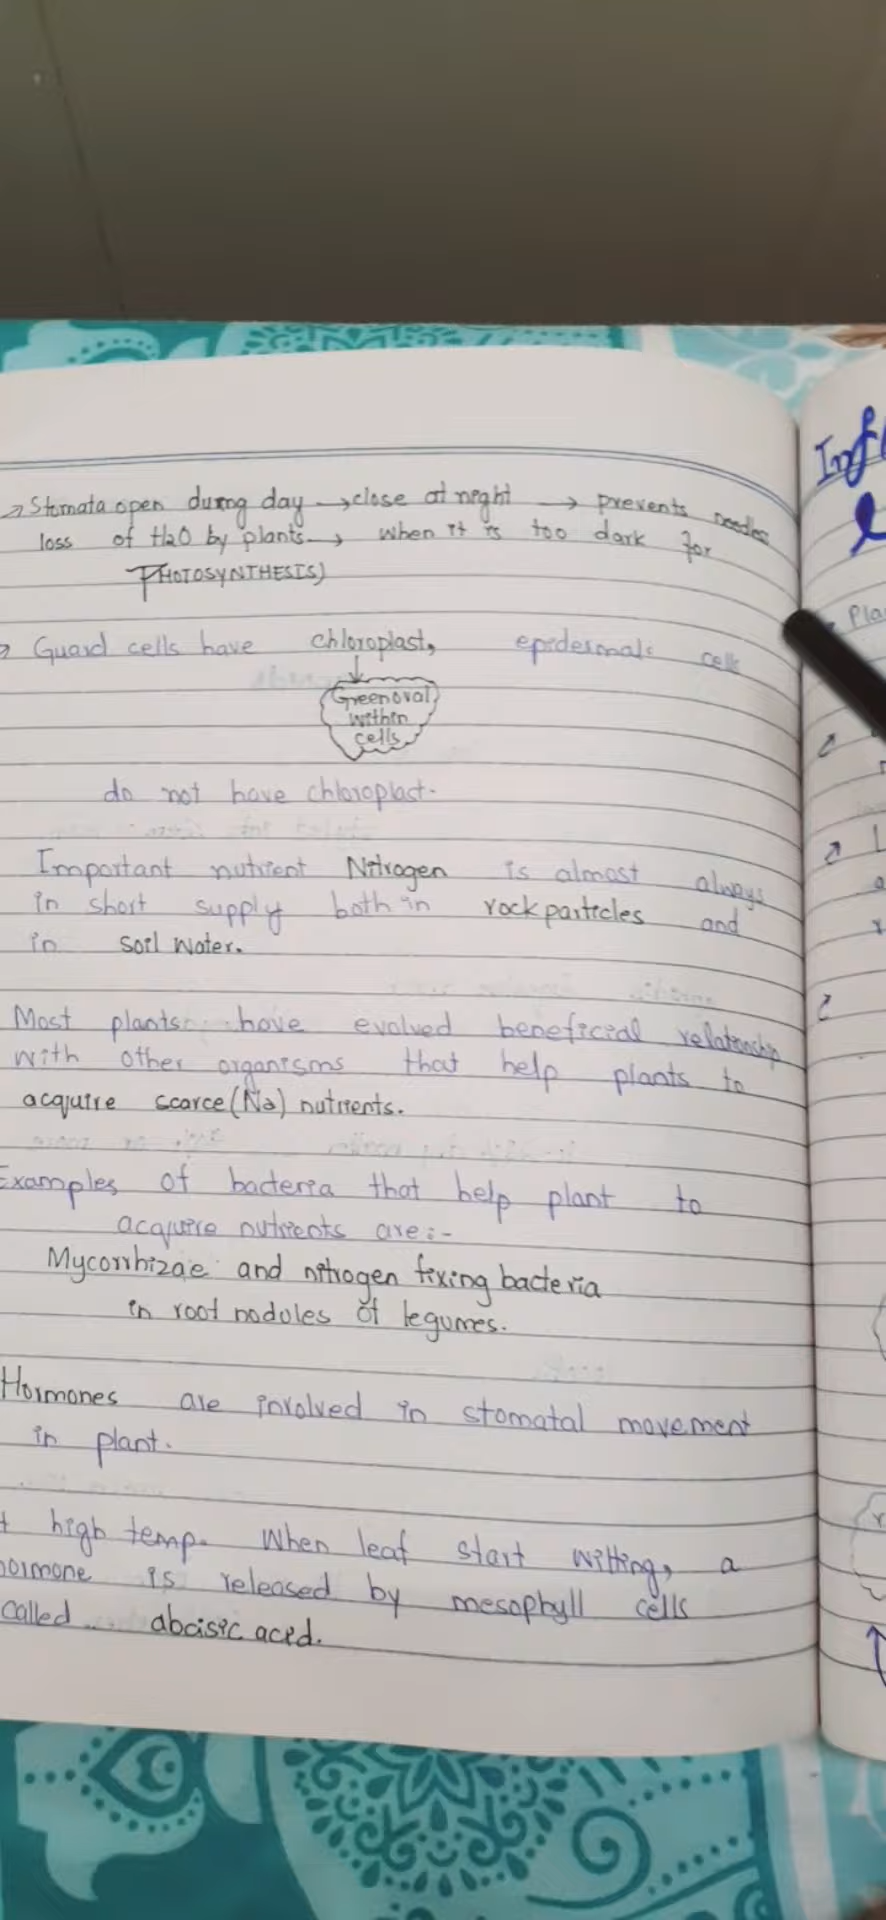 → Stomata open during day → close at night → prevents needles
loss of H2O by plants → when it is too dark for
PHOTOSYNTHESIS)
→ Guard cells have chloroplast, epidermals cells
Green oval
within
cells
do not have chloroplast.
Important nutrient Nitrogen is almost always
in short supply both in rock particles and
in soil water.
Most plants have evolved beneficial relationship
with other organisms that help plants to
acquire scarce (Na) nutrients.
Examples of bacteria that help plant to
acquire nutrients are :-
Mycorrhizae and nitrogen fixing bacteria
in root nodules of legumes.
Hormones are involved in stomatal movement
in plant.
high temp. When leaf start wilting, a
hormone is released by mesophyll cells
called abcisic acid.
Inf
Pla